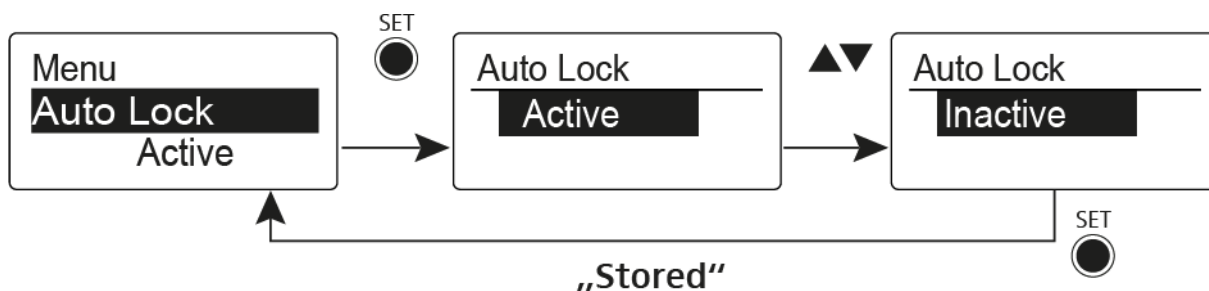 SET
Menu
Auto Lock
Active
Auto Lock
Active
▲▼
Auto Lock
Inactive
SET
„Stored“